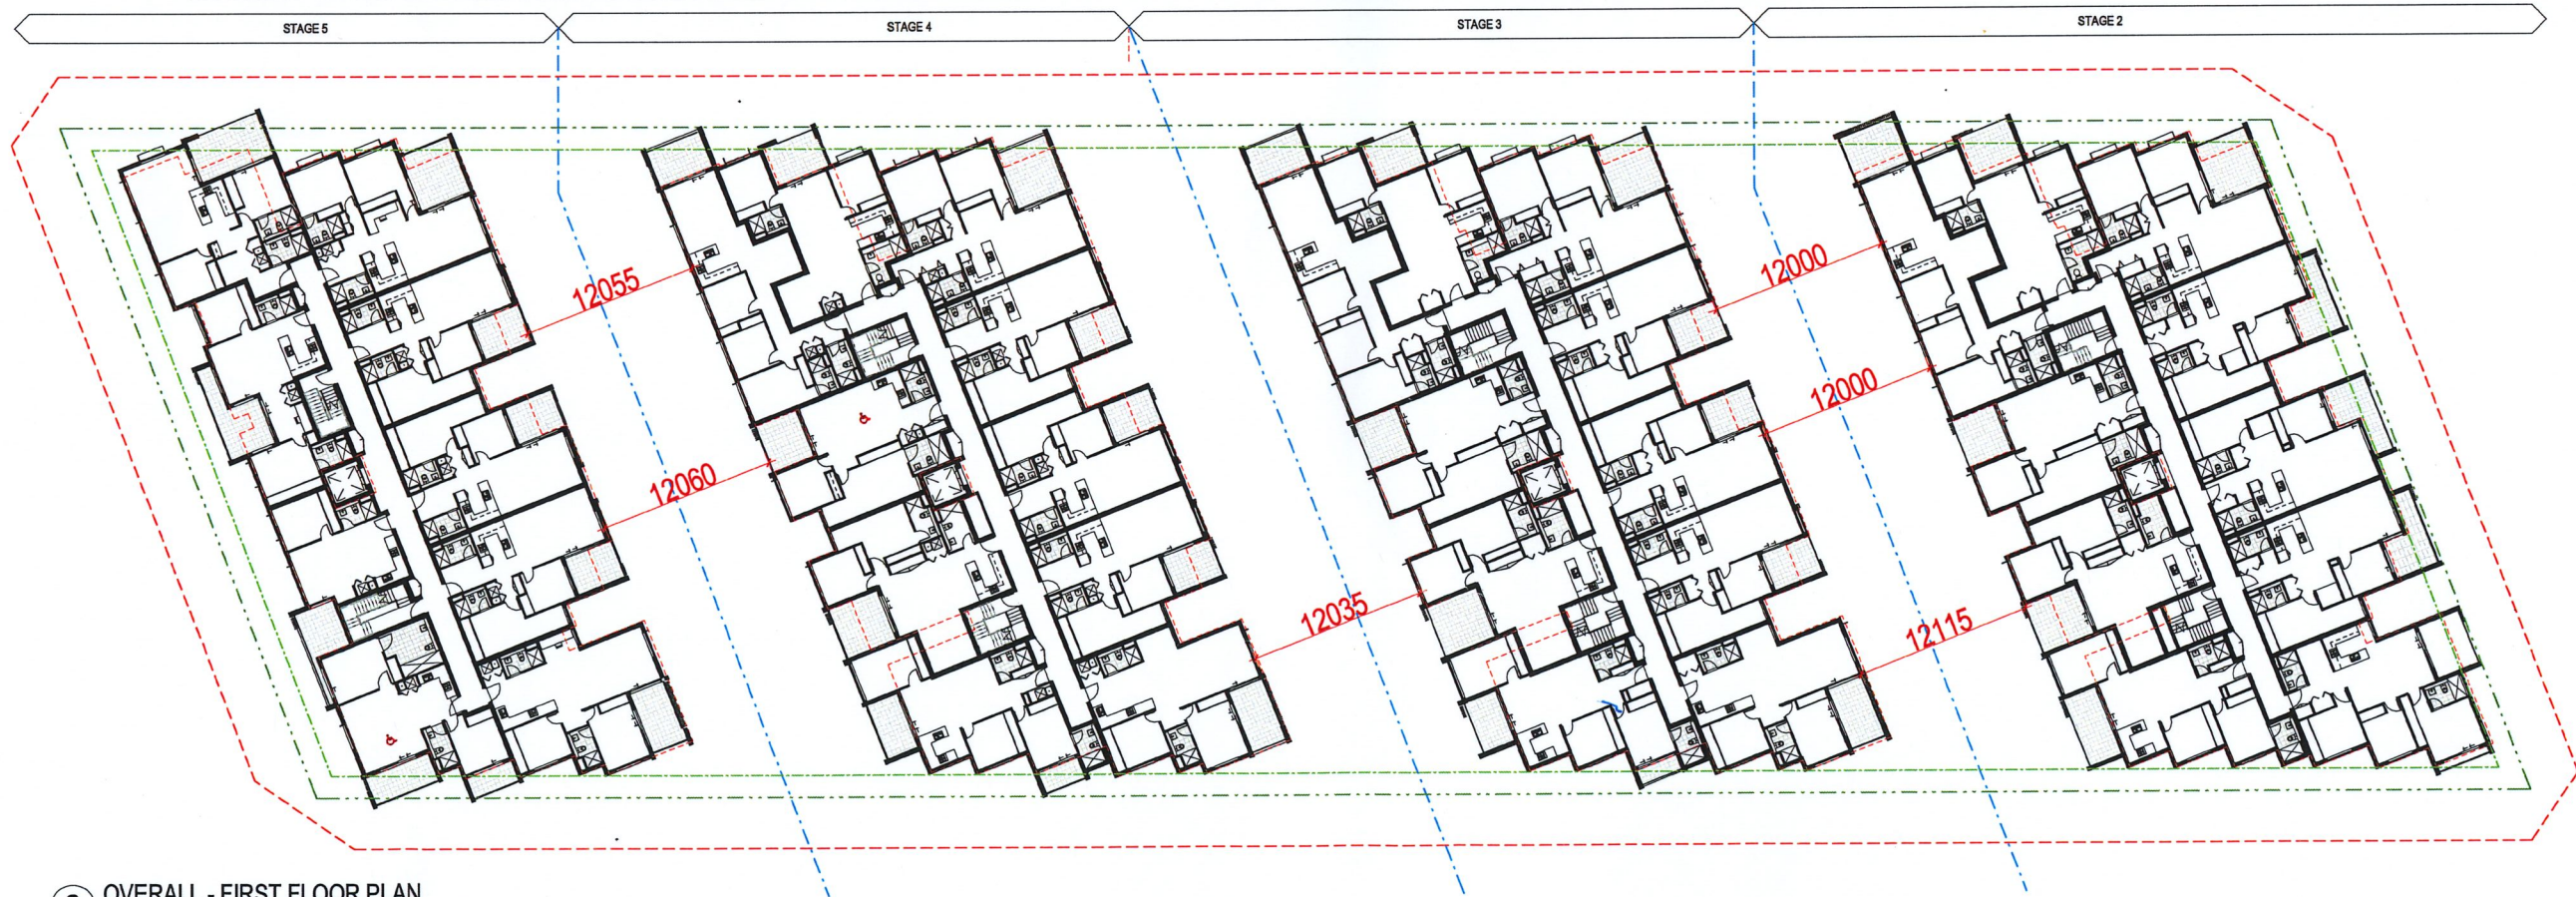 STAGE 5
STAGE 4
STAGE 3
STAGE 2
12055
12000
12000
12060
12035
12115
OVERALL - FIRST FLOOR PLAN